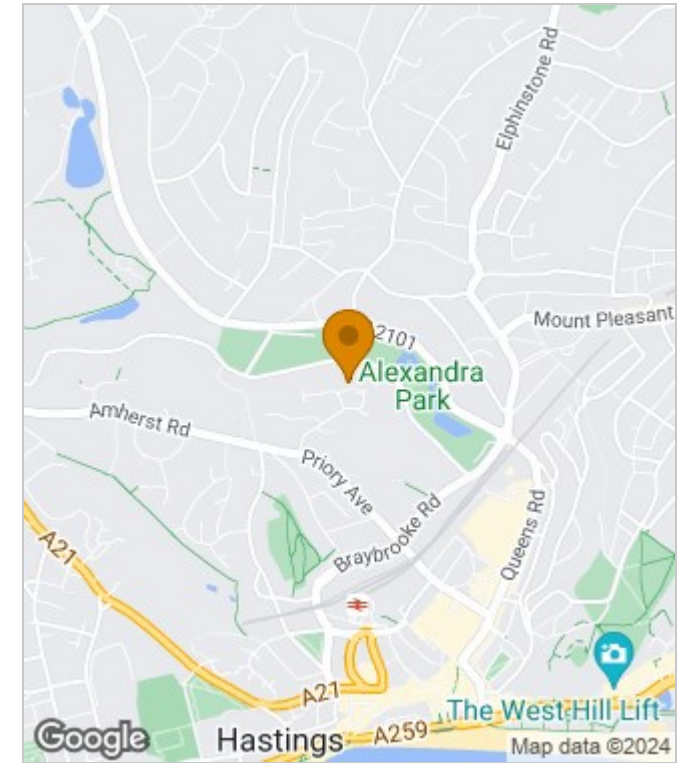 Elphinstone Rd
Mount Pleasant
2101
Alexandra
Park
Amherst Rd
Priory Ave
Braybrooke Rd
Queens Rd
A21
A21
The West Hill Lift
Hastings
A259
Google
Map data ©2024